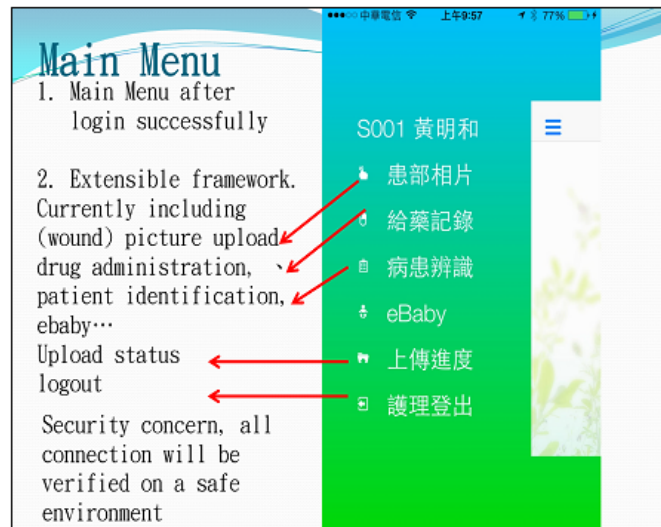 Main Menu
1. Main Menu after
login successfully
2. Extensible framework.
Currently including
(wound) picture upload
drug administration, 、
patient identification,
ebaby…
Upload status
logout
Security concern, all
connection will be
verified on a safe
environment
中華電信 上午9:57 77%
S001 黃明和
患部相片
給藥記錄
病患辨識
eBaby
上傳進度
護理登出